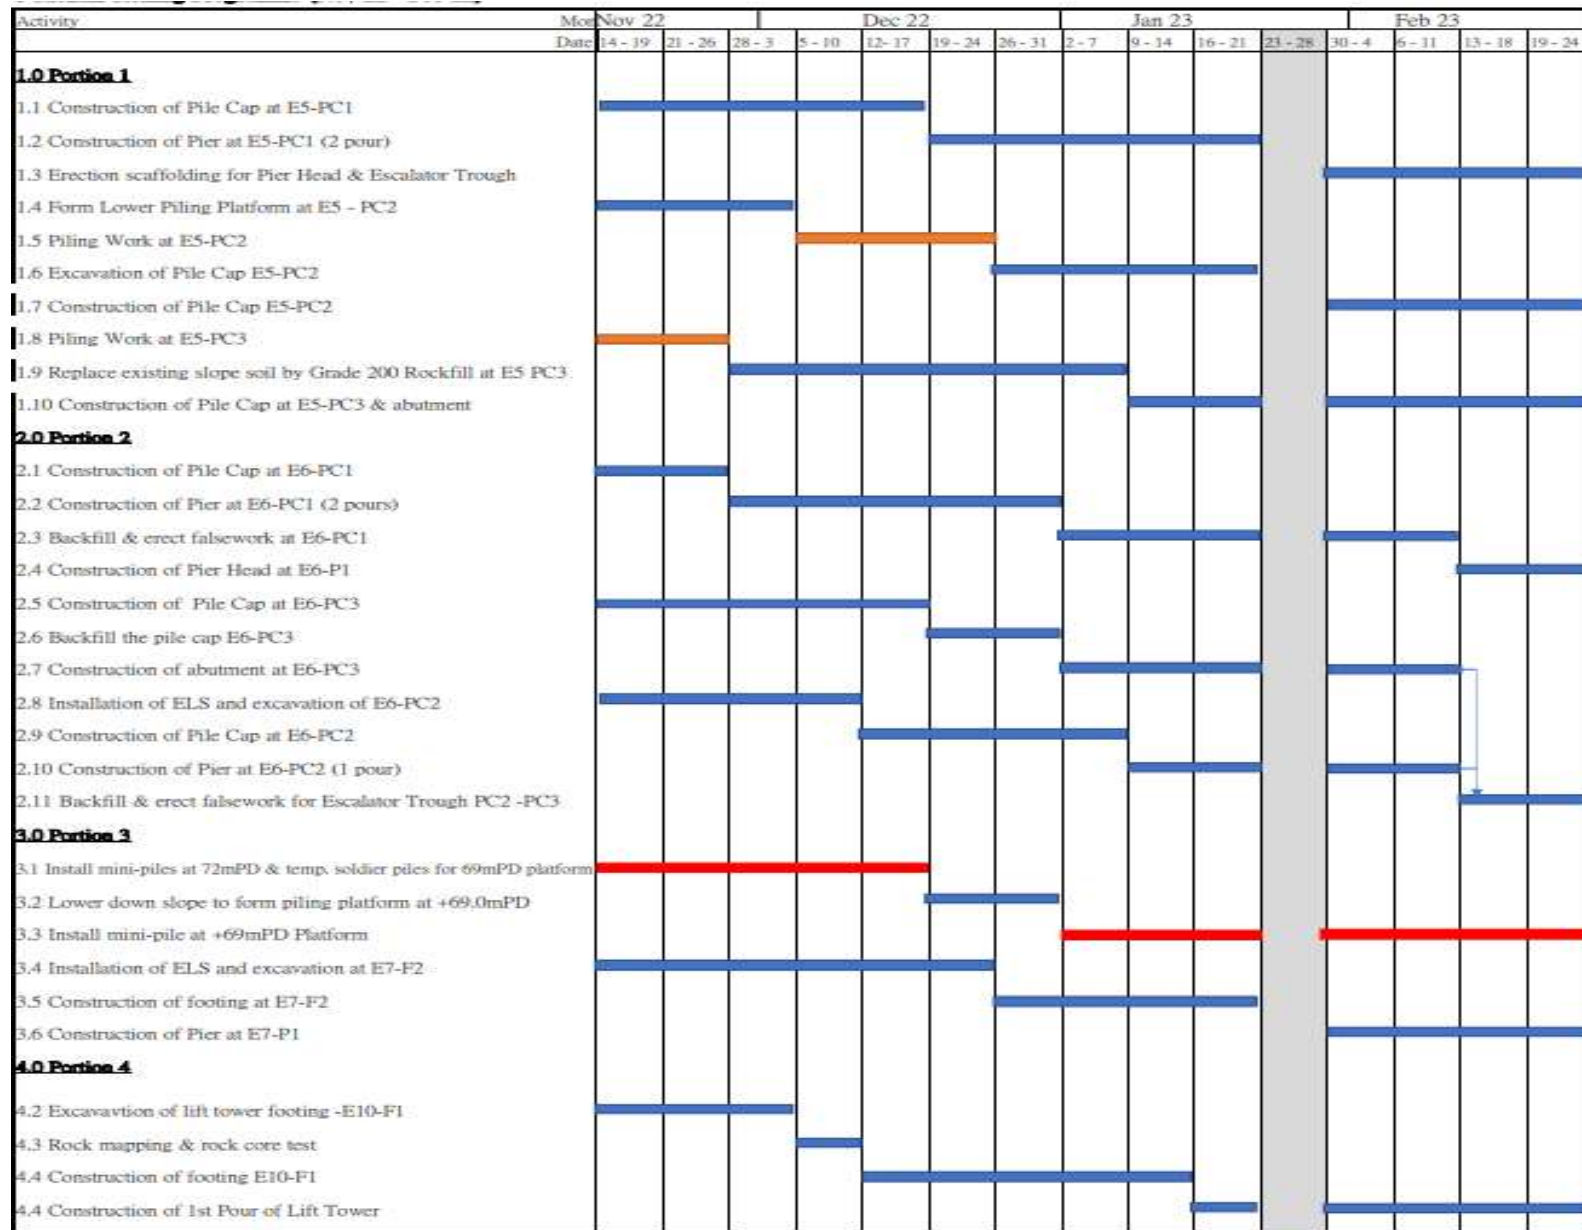 Activity Mor Nov 22 Dec 22 Jan 23 Feb 23
Date 14 - 19 21 - 26 28 - 3 5 - 10 12- 17 19 - 24 26 - 31 2 - 7 9 - 14 16 - 21 23 - 28 30 - 4 6 - 11 13 - 18 19 - 24
1.0 Portion 1
1.1 Construction of Pile Cap at E5-PC1
1.2 Construction of Pier at E5-PC1 (2 pour)
1.3 Erection scaffolding for Pier Head & Escalator Trough
1.4 Form Lower Piling Platform at E5 - PC2
1.5 Piling Work at E5-PC2
1.6 Excavation of Pile Cap E5-PC2
1.7 Construction of Pile Cap E5-PC2
1.8 Piling Work at E5-PC3
1.9 Replace existing slope soil by Grade 200 Rockfill at E5 PC3
1.10 Construction of Pile Cap at E5-PC3 & abutment
2.0 Portion 2
2.1 Construction of Pile Cap at E6-PC1
2.2 Construction of Pier at E6-PC1 (2 pours)
2.3 Backfill & erect falsework at E6-PC1
2.4 Construction of Pier Head at E6-P1
2.5 Construction of Pile Cap at E6-PC3
2.6 Backfill the pile cap E6-PC3
2.7 Construction of abutment at E6-PC3
2.8 Installation of ELS and excavation of E6-PC2
2.9 Construction of Pile Cap at E6-PC2
2.10 Construction of Pier at E6-PC2 (1 pour)
2.11 Backfill & erect falsework for Escalator Trough PC2 -PC3
3.0 Portion 3
3.1 Install mini-piles at 72mPD & temp. soldier piles for 69mPD platform
3.2 Lower down slope to form piling platform at +69.0mPD
3.3 Install mini-pile at +69mPD Platform
3.4 Installation of ELS and excavation at E7-F2
3.5 Construction of footing at E7-F2
3.6 Construction of Pier at E7-P1
4.0 Portion 4
4.2 Excavavtion of lift tower footing -E10-F1
4.3 Rock mapping & rock core test
4.4 Construction of footing E10-F1
4.4 Construction of 1st Pour of Lift Tower